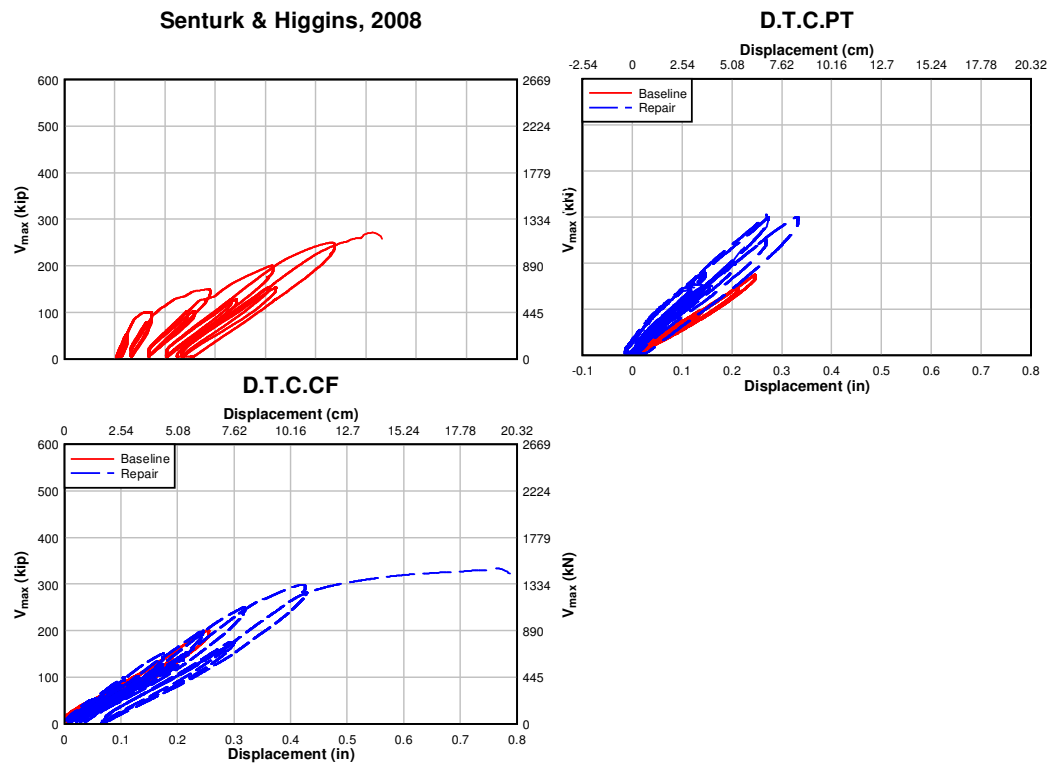 Senturk & Higgins, 2008
600
500
400
300
200
100
0
Vmax (kip)
2669
2224
1779
1334
890
445
0
D.T.C.PT
Displacement (cm)
-2.54 0 2.54 5.08 7.62 10.16 12.7 15.24 17.78 20.32
Baseline
Repair
Vmax (kN)
-0.1 0 0.1 0.2 0.3 0.4 0.5 0.6 0.7 0.8
Displacement (in)
D.T.C.CF
Displacement (cm)
0 2.54 5.08 7.62 10.16 12.7 15.24 17.78 20.32
Baseline
Repair
600
500
400
300
200
100
0
Vmax (kip)
2669
2224
1779
1334
890
445
0
Vmax (kN)
0 0.1 0.2 0.3 0.4 0.5 0.6 0.7 0.8
Displacement (in)